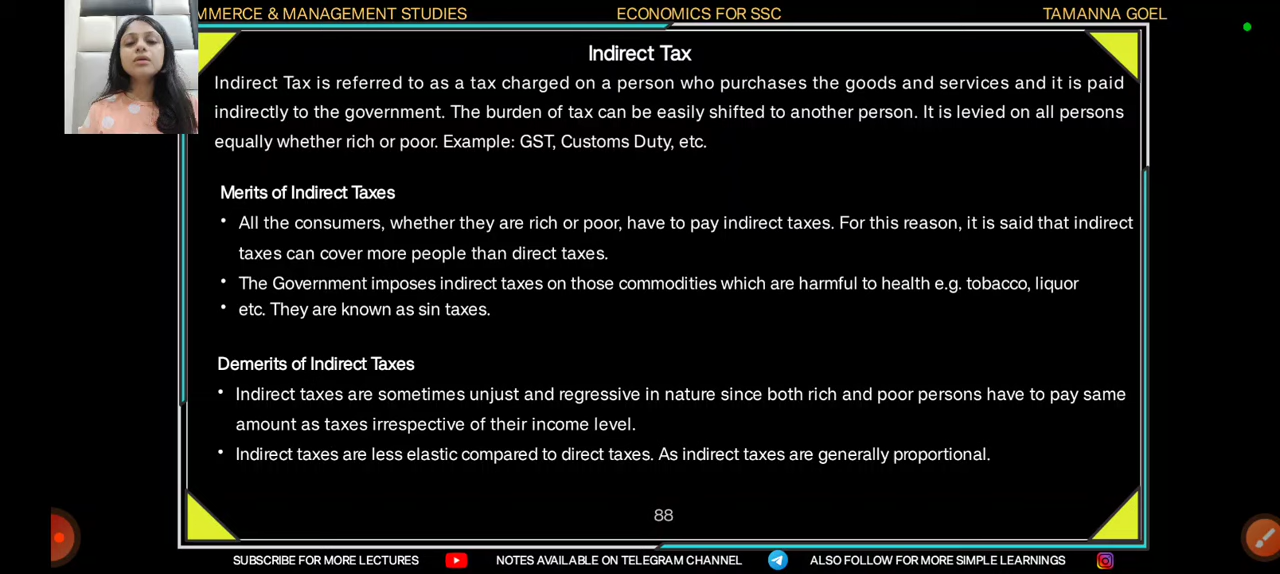 MMERCE & MANAGEMENT STUDIES
ECONOMICS FOR SSC
TAMANNA GOEL
Indirect Tax
Indirect Tax is referred to as a tax charged on a person who purchases the goods and services and it is paid
indirectly to the government. The burden of tax can be easily shifted to another person. It is levied on all persons
equally whether rich or poor. Example: GST, Customs Duty, etc.
Merits of Indirect Taxes
• All the consumers, whether they are rich or poor, have to pay indirect taxes. For this reason, it is said that indirect
taxes can cover more people than direct taxes.
• The Government imposes indirect taxes on those commodities which are harmful to health e.g. tobacco, liquor
• etc. They are known as sin taxes.
Demerits of Indirect Taxes
• Indirect taxes are sometimes unjust and regressive in nature since both rich and poor persons have to pay same
amount as taxes irrespective of their income level.
• Indirect taxes are less elastic compared to direct taxes. As indirect taxes are generally proportional.
88
SUBSCRIBE FOR MORE LECTURES
NOTES AVAILABLE ON TELEGRAM CHANNEL
ALSO FOLLOW FOR MORE SIMPLE LEARNINGS